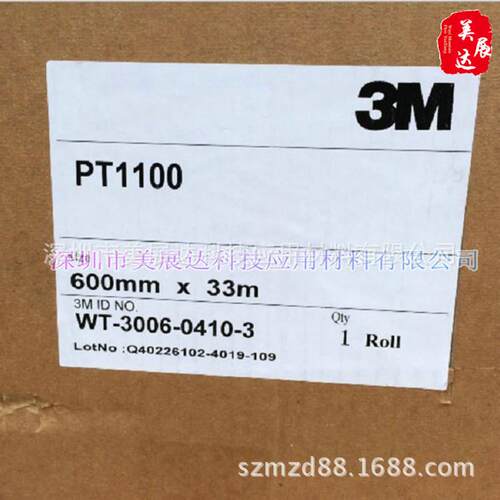 美展达
3M
PT1100
深圳市美展达科技应用材料有限公司
600mm x 33m
3M ID NO.
WT-3006-0410-3
Qty
1 Roll
LotNo :Q40226102-4019-109
szmzd88.1688.com